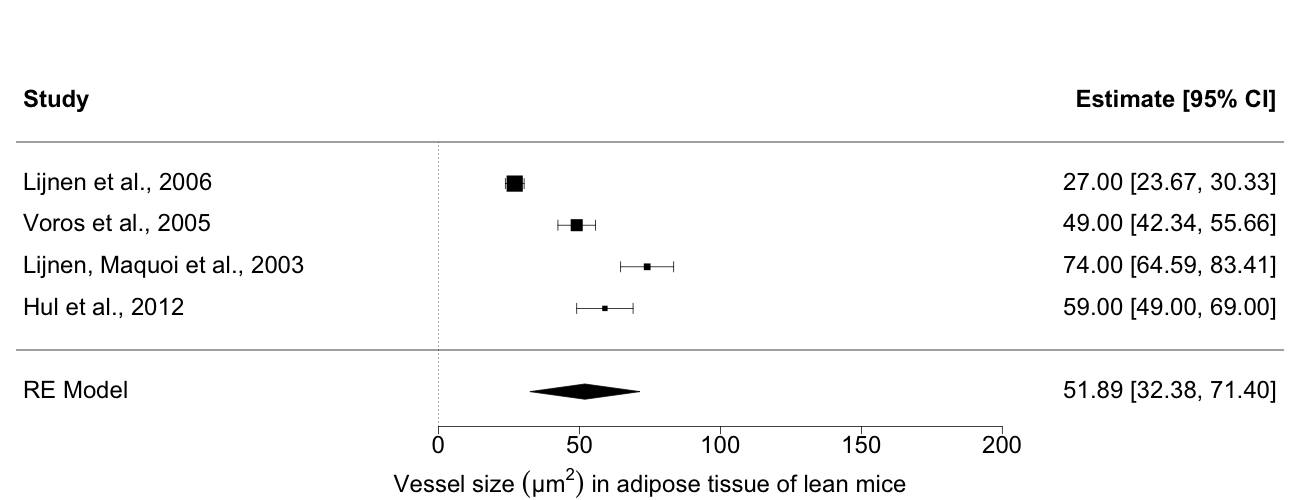 Study Estimate [95% CI]
Lijnen et al., 2006 27.00 [23.67, 30.33]
Voros et al., 2005 49.00 [42.34, 55.66]
Lijnen, Maquoi et al., 2003 74.00 [64.59, 83.41]
Hul et al., 2012 59.00 [49.00, 69.00]
RE Model 51.89 [32.38, 71.40]
0 50 100 150 200
Vessel size (µm²) in adipose tissue of lean mice